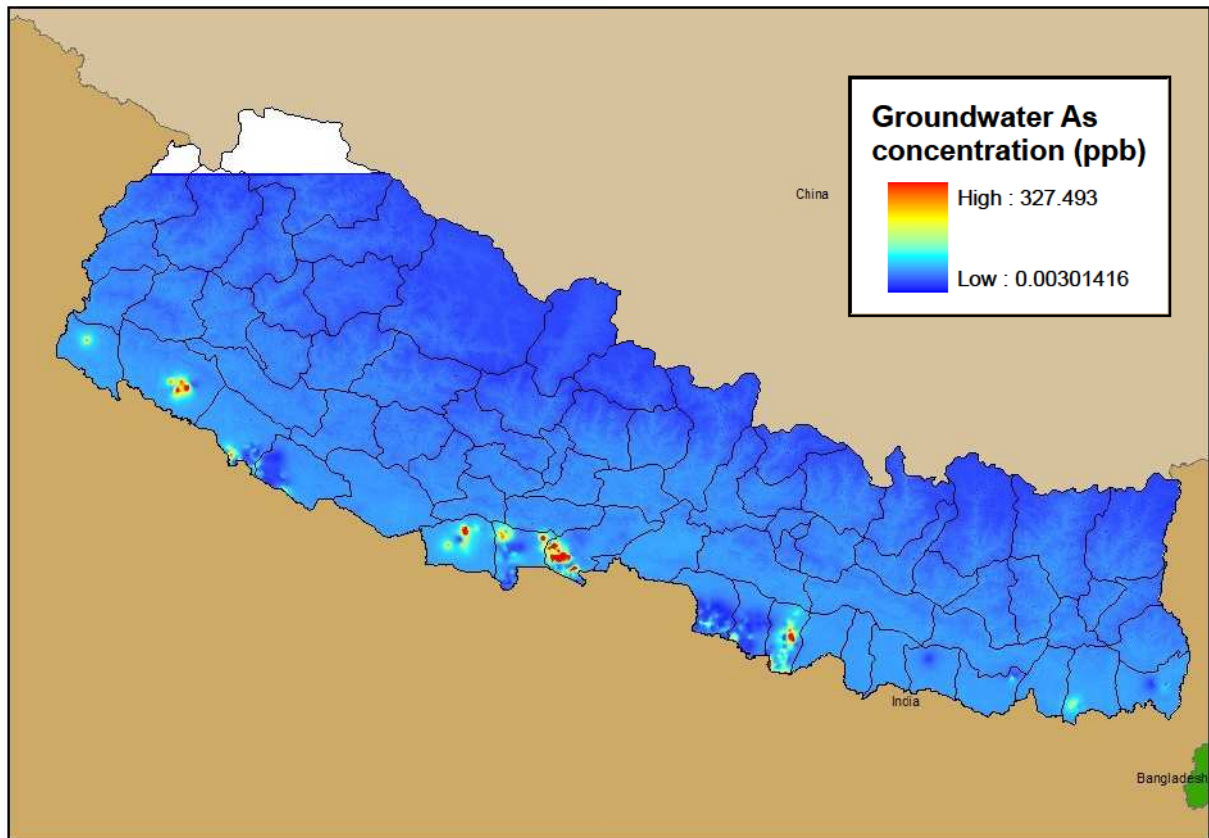 Groundwater As
concentration (ppb)
High : 327.493
Low : 0.00301416
China
India
Bangladesh